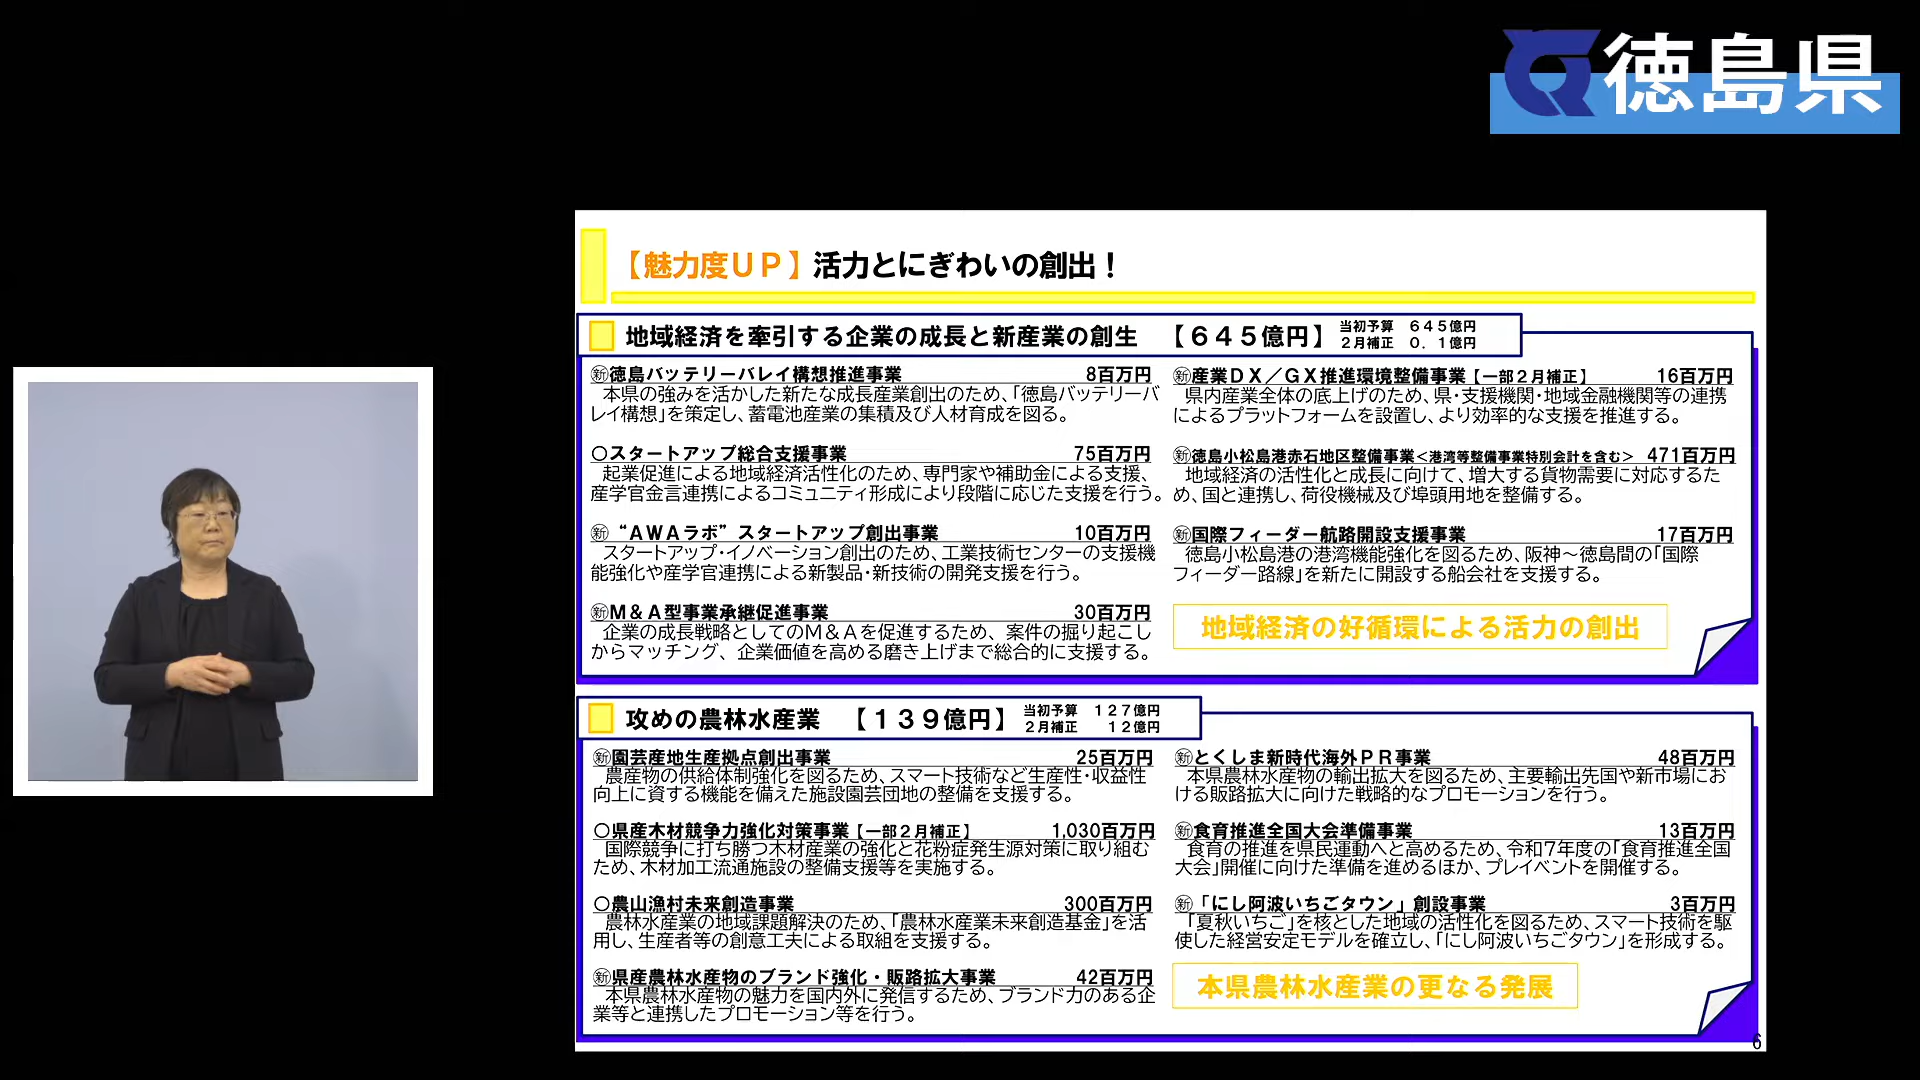 徳島県
【魅力度ＵＰ】活力とにぎわいの創出！
地域経済を牽引する企業の成長と新産業の創生　【６４５億円】
当初予算　６４５億円
２月補正　０．１億円
㋿徳島バッテリーバレイ構想推進事業　8百万円
本県の強みを活かした新たな成長産業創出のため、「徳島バッテリーバ
レイ構想」を策定し、蓄電池産業の集積及び人材育成を図る。
○スタートアップ総合支援事業　75百万円
起業促進による地域経済活性化のため、専門家や補助金による支援、
産学官金言連携によるコミュニティ形成により段階に応じた支援を行う。
新“ＡＷＡラボ”スタートアップ創出事業　10百万円
スタートアップ・イノベーション創出のため、工業技術センターの支援機
能強化や産学官連携による新製品・新技術の開発支援を行う。
新Ｍ＆Ａ型事業承継促進事業　30百万円
企業の成長戦略としてのＭ＆Ａを促進するため、案件の掘り起こし
からマッチング、企業価値を高める磨き上げまで総合的に支援する。
新産業ＤＸ／ＧＸ推進環境整備事業【一部２月補正】　16百万円
県内産業全体の底上げのため、県・支援機関・地域金融機関等の連携
によるプラットフォームを設置し、より効率的な支援を推進する。
新徳島小松島港赤石地区整備事業＜港湾等整備事業特別会計を含む＞　471百万円
地域経済の活性化と成長に向けて、増大する貨物需要に対応するた
め、国と連携し、荷役機械及び埠頭用地を整備する。
新国際フィーダー航路開設支援事業　17百万円
徳島小松島港の港湾機能強化を図るため、阪神～徳島間の「国際
フィーダー路線」を新たに開設する船会社を支援する。
地域経済の好循環による活力の創出
攻めの農林水産業　【１３９億円】
当初予算　１２７億円
２月補正　１２億円
新園芸産地生産拠点創出事業　25百万円
農産物の供給体制強化を図るため、スマート技術など生産性・収益性
向上に資する機能を備えた施設園芸団地の整備を支援する。
○県産木材競争力強化対策事業【一部２月補正】　1,030百万円
国際競争に打ち勝つ木材産業の強化と花粉症発生源対策に取り組む
ため、木材加工流通施設の整備支援等を実施する。
○農山漁村未来創造事業　300百万円
農林水産業の地域課題解決のため、「農林水産業未来創造基金」を活
用し、生産者等の創意工夫による取組を支援する。
新県産農林水産物のブランド強化・販路拡大事業　42百万円
本県農林水産物の魅力を国内外に発信するため、ブランド力のある企
業等と連携したプロモーション等を行う。
新とくしま新時代海外ＰＲ事業　48百万円
本県農林水産物の輸出拡大を図るため、主要輸出先国や新市場にお
ける販路拡大に向けた戦略的なプロモーションを行う。
新食育推進全国大会準備事業　13百万円
食育の推進を県民運動へと高めるため、令和7年度の「食育推進全国
大会」開催に向けた準備を進めるほか、プレイベントを開催する。
新「にし阿波いちごタウン」創設事業　3百万円
「夏秋いちご」を核とした地域の活性化を図るため、スマート技術を駆
使した経営安定モデルを確立し、「にし阿波いちごタウン」を形成する。
本県農林水産業の更なる発展
6